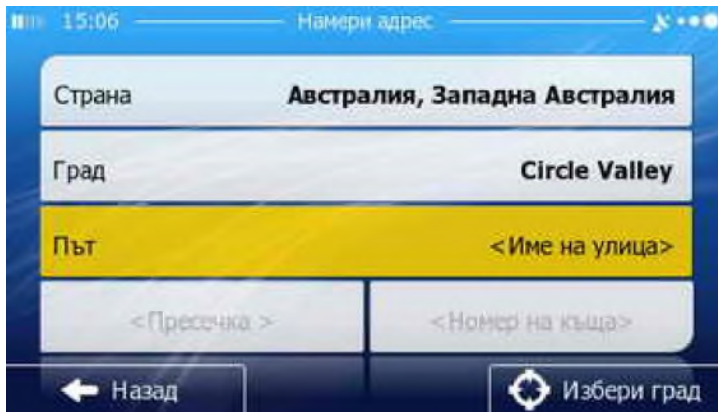 15:06 Намери адрес
Страна Австралия, Западна Австралия
Град Circle Valley
Път <Име на улица>
<Пресечка > <Номер на къща>
Назад Избери град